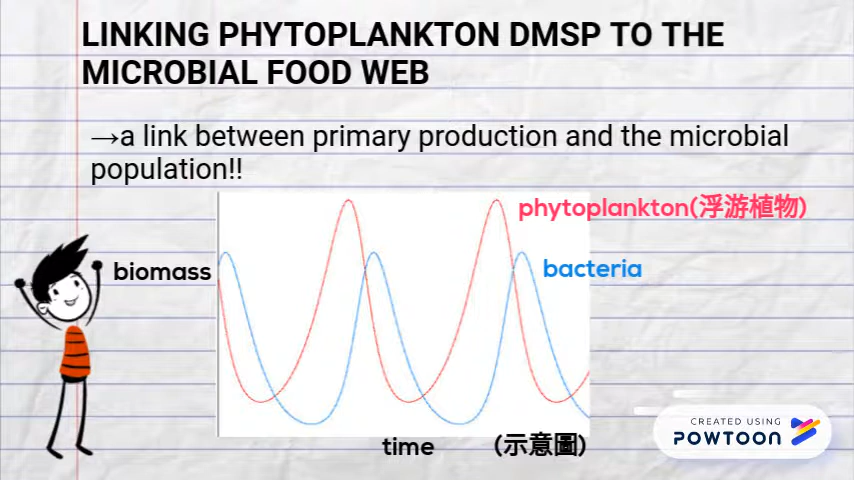 LINKING PHYTOPLANKTON DMSP TO THE
MICROBIAL FOOD WEB
→a link between primary production and the microbial
population!!
phytoplankton(浮游植物)
biomass
bacteria
time
(示意圖)
CREATED USING
POWTOON